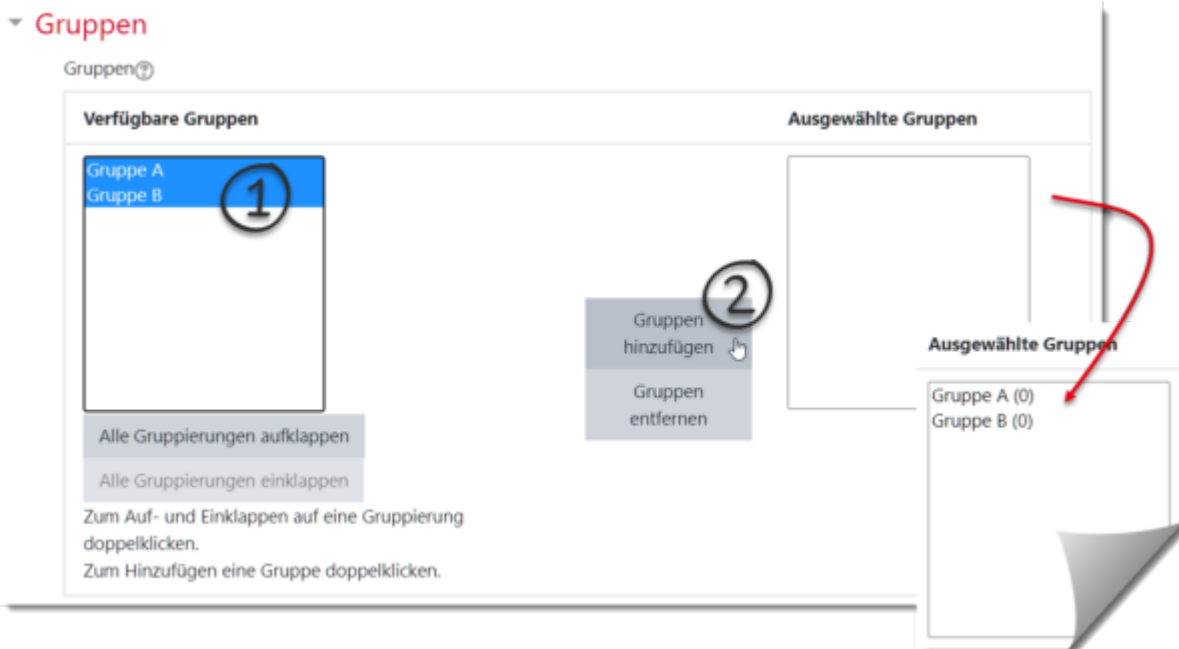 Gruppen
Gruppen?
Verfügbare Gruppen
Ausgewählte Gruppen
Gruppe A
Gruppe B
1
2
Gruppen
hinzufügen
Gruppen
entfernen
Ausgewählte Gruppen
Gruppe A (0)
Gruppe B (0)
Alle Gruppierungen aufklappen
Alle Gruppierungen einklappen
Zum Auf- und Einklappen auf eine Gruppierung
doppelklicken.
Zum Hinzufügen eine Gruppe doppelklicken.